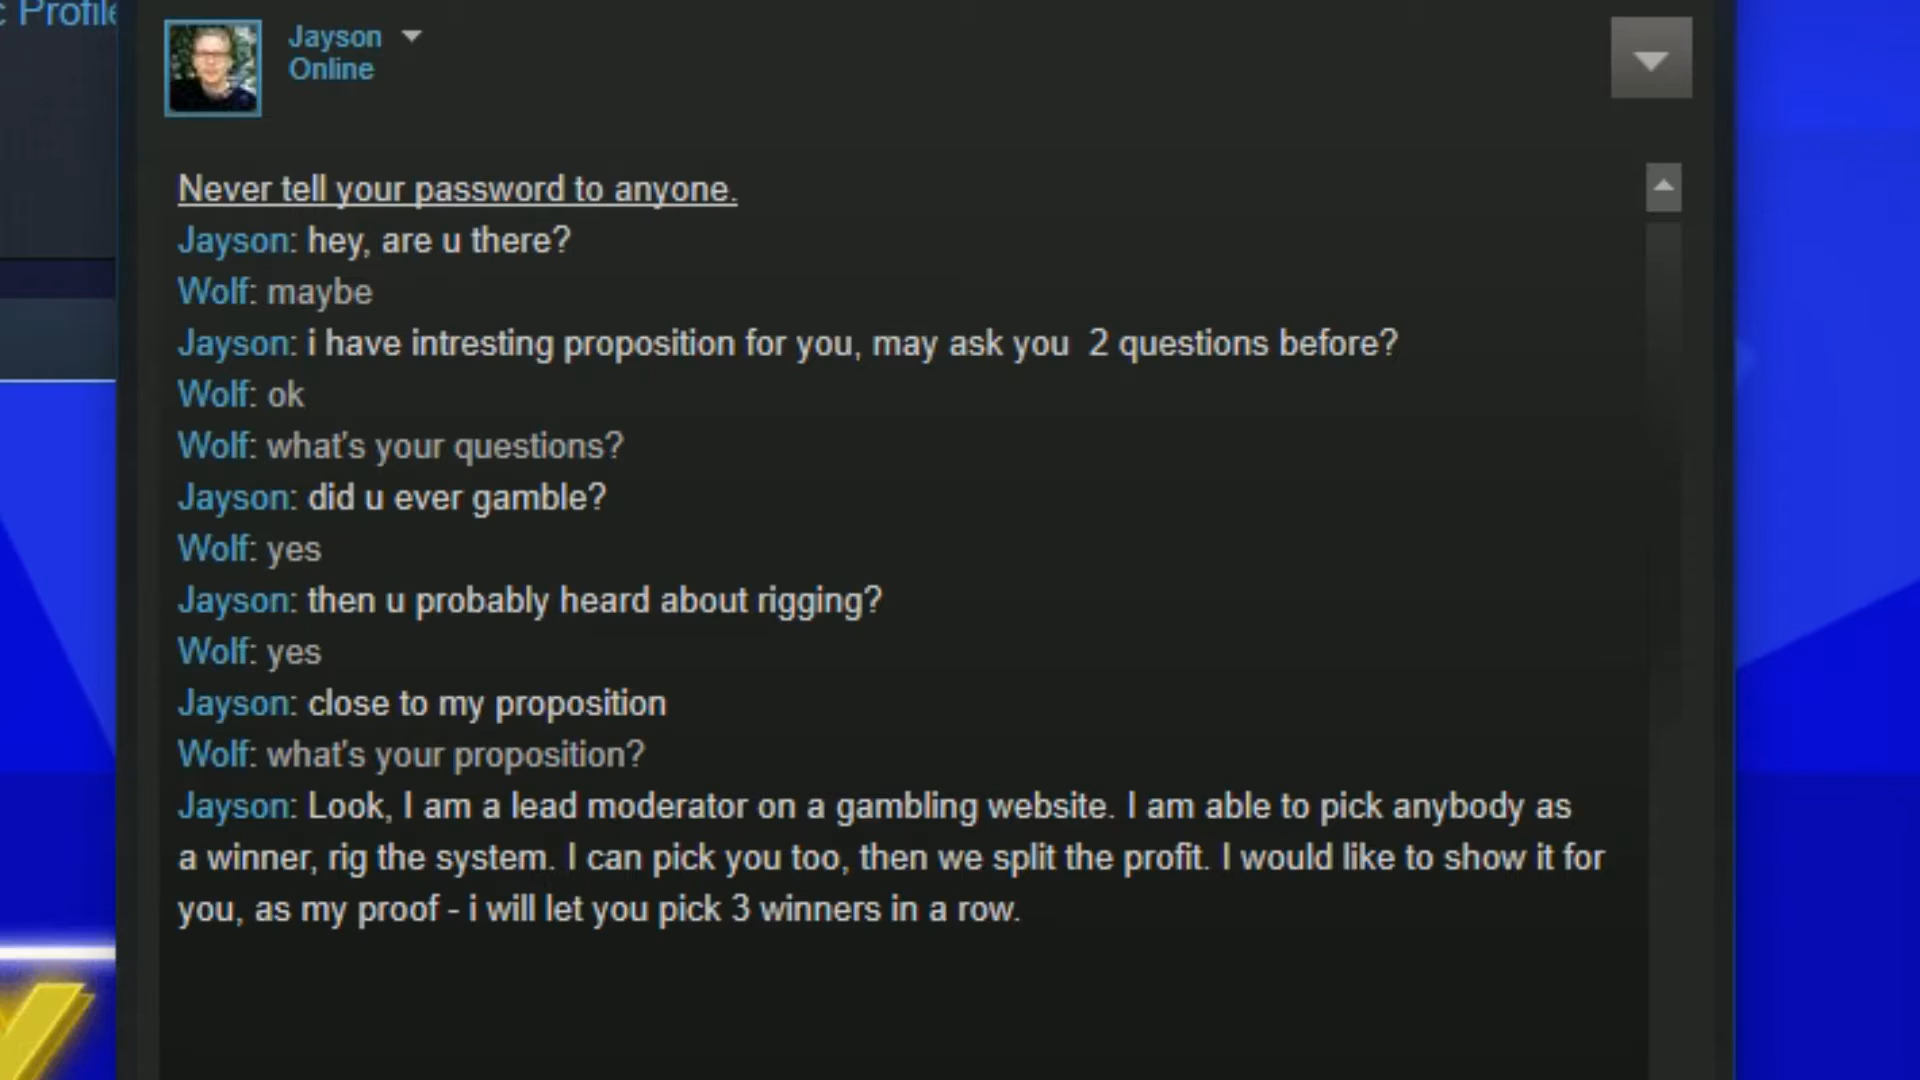 c Profile
Jayson
Online
Never tell your password to anyone.
Jayson: hey, are u there?
Wolf: maybe
Jayson: i have intresting proposition for you, may ask you  2 questions before?
Wolf: ok
Wolf: what's your questions?
Jayson: did u ever gamble?
Wolf: yes
Jayson: then u probably heard about rigging?
Wolf: yes
Jayson: close to my proposition
Wolf: what's your proposition?
Jayson: Look, I am a lead moderator on a gambling website. I am able to pick anybody as
a winner, rig the system. I can pick you too, then we split the profit. I would like to show it for
you, as my proof - i will let you pick 3 winners in a row.